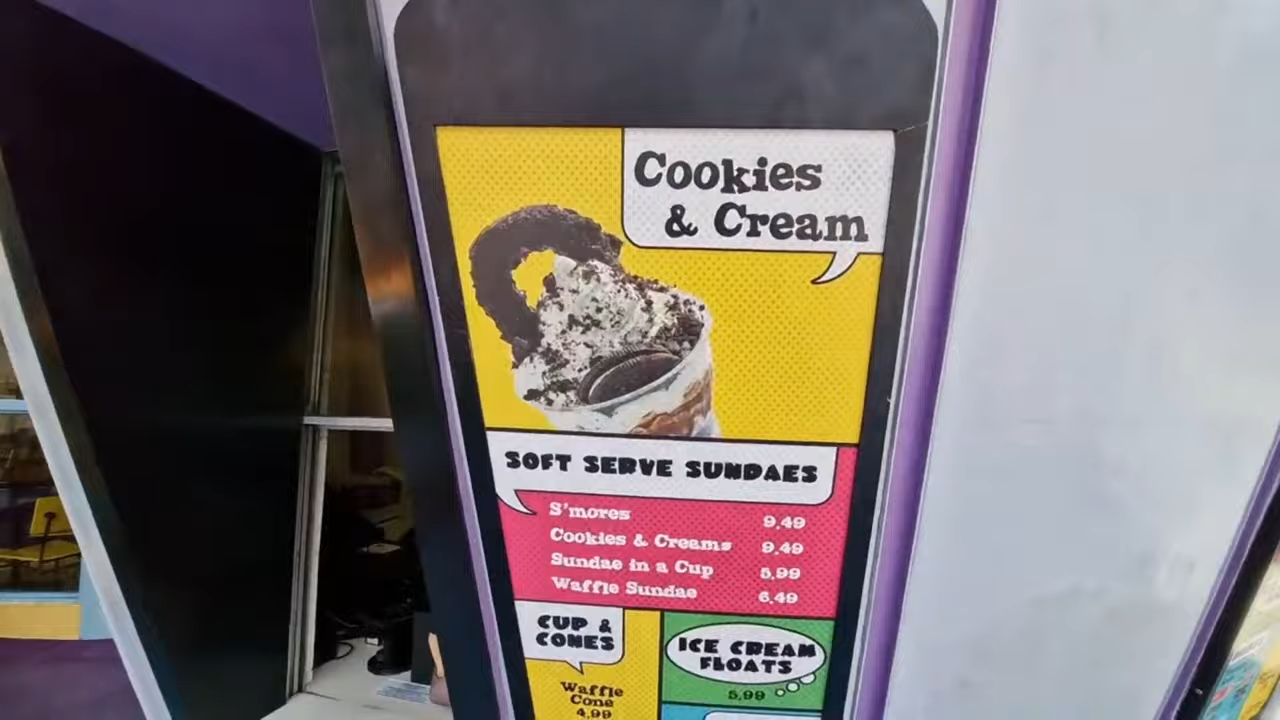 Cookies
& Cream
SOFT SERVE SUNDAES
S'mores 9.49
Cookies & Creams 9.49
Sundae in a Cup 5.99
Waffle Sundae 6.49
CUP &
CONES
Waffle
Cone
4.99
ICE CREAM
FLOATS
5.99